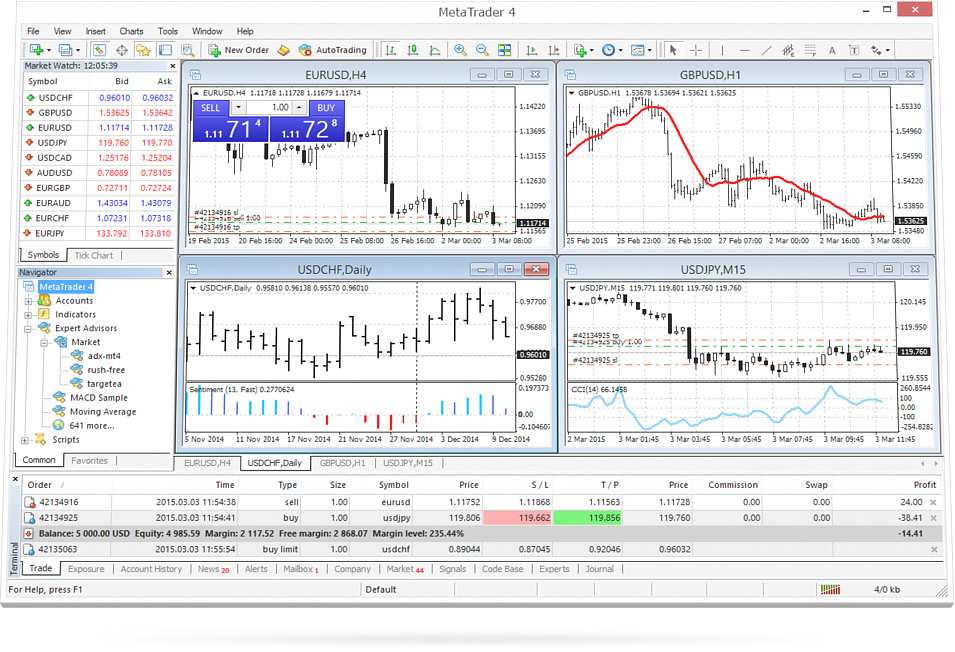 MetaTrader 4
File View Insert Charts Tools Window Help
New Order AutoTrading
Market Watch: 12:05:39
Symbol Bid Ask
USDCHF 0.96010 0.96032
GBPUSD 1.53625 1.53642
EURUSD 1.11714 1.11728
USDJPY 119.760 119.770
USDCAD 1.25176 1.25204
AUDUSD 0.78089 0.78105
EURGBP 0.72711 0.72724
EURAUD 1.43034 1.43079
EURCHF 1.07231 1.07318
EURJPY 133.792 133.810
Symbols Tick Chart
Navigator
MetaTrader 4
Accounts
Indicators
Expert Advisors
Market
adx-mt4
rush-free
targetea
MACD Sample
Moving Average
641 more...
Scripts
Common Favorites
EURUSD,H4
EURUSD,H4 1.11718 1.11728 1.11679 1.11714
SELL 1.00 BUY
1.11 71 4 1.11 72 8
1.14220
1.13695
1.13155
1.12630
1.12090
1.11714
1.11565
#42134916 sl
#42134916 sell 1.00
#42134916 tp
19 Feb 2015 20 Feb 16:00 24 Feb 00:00 25 Feb 08:00 26 Feb 16:00 2 Mar 00:00 3 Mar 08:00
GBPUSD,H1
GBPUSD,H1 1.53678 1.53694 1.53621 1.53625
1.55330
1.54960
1.54590
1.54220
1.53850
1.53625
1.53480
25 Feb 2015 25 Feb 23:00 26 Feb 15:00 27 Feb 07:00 2 Mar 00:00 2 Mar 16:00 3 Mar 08:00
USDCHF,Daily
USDCHF,Daily 0.95810 0.96138 0.95570 0.96010
0.97700
0.96880
0.96010
0.95280
Sentiment (13, Fast) 0.2770624
0.197373
0.00
-0.104607
5 Nov 2014 11 Nov 2014 17 Nov 2014 21 Nov 2014 27 Nov 2014 3 Dec 2014 9 Dec 2014
USDJPY,M15
USDJPY,M15 119.771 119.801 119.760 119.760
120.145
119.950
119.760
119.555
#42134925 tp
#42134925 buy 1.00
#42134925 sl
CCI(14) 66.1458
260.8544
100
0.00
-100
-254.8282
2 Mar 2015 3 Mar 01:45 3 Mar 03:45 3 Mar 05:45 3 Mar 07:45 3 Mar 09:45 3 Mar 11:45
EURUSD,H4 USDCHF,Daily GBPUSD,H1 USDJPY,M15
Order / Time Type Size Symbol Price S / L T / P Price Commission Swap Profit
42134916 2015.03.03 11:54:38 sell 1.00 eurusd 1.11752 1.11868 1.11563 1.11728 0.00 0.00 24.00
42134925 2015.03.03 11:54:41 buy 1.00 usdjpy 119.806 119.662 119.856 119.760 0.00 0.00 -38.41
Balance: 5 000.00 USD Equity: 4 985.59 Margin: 2 117.52 Free margin: 2 868.07 Margin level: 235.44% -14.41
42135063 2015.03.03 11:55:54 buy limit 1.00 usdchf 0.89044 0.87045 0.92046 0.96032
Terminal
Trade Exposure Account History News 20 Alerts Mailbox 1 Company Market 44 Signals Code Base Experts Journal
For Help, press F1 Default 4/0 kb